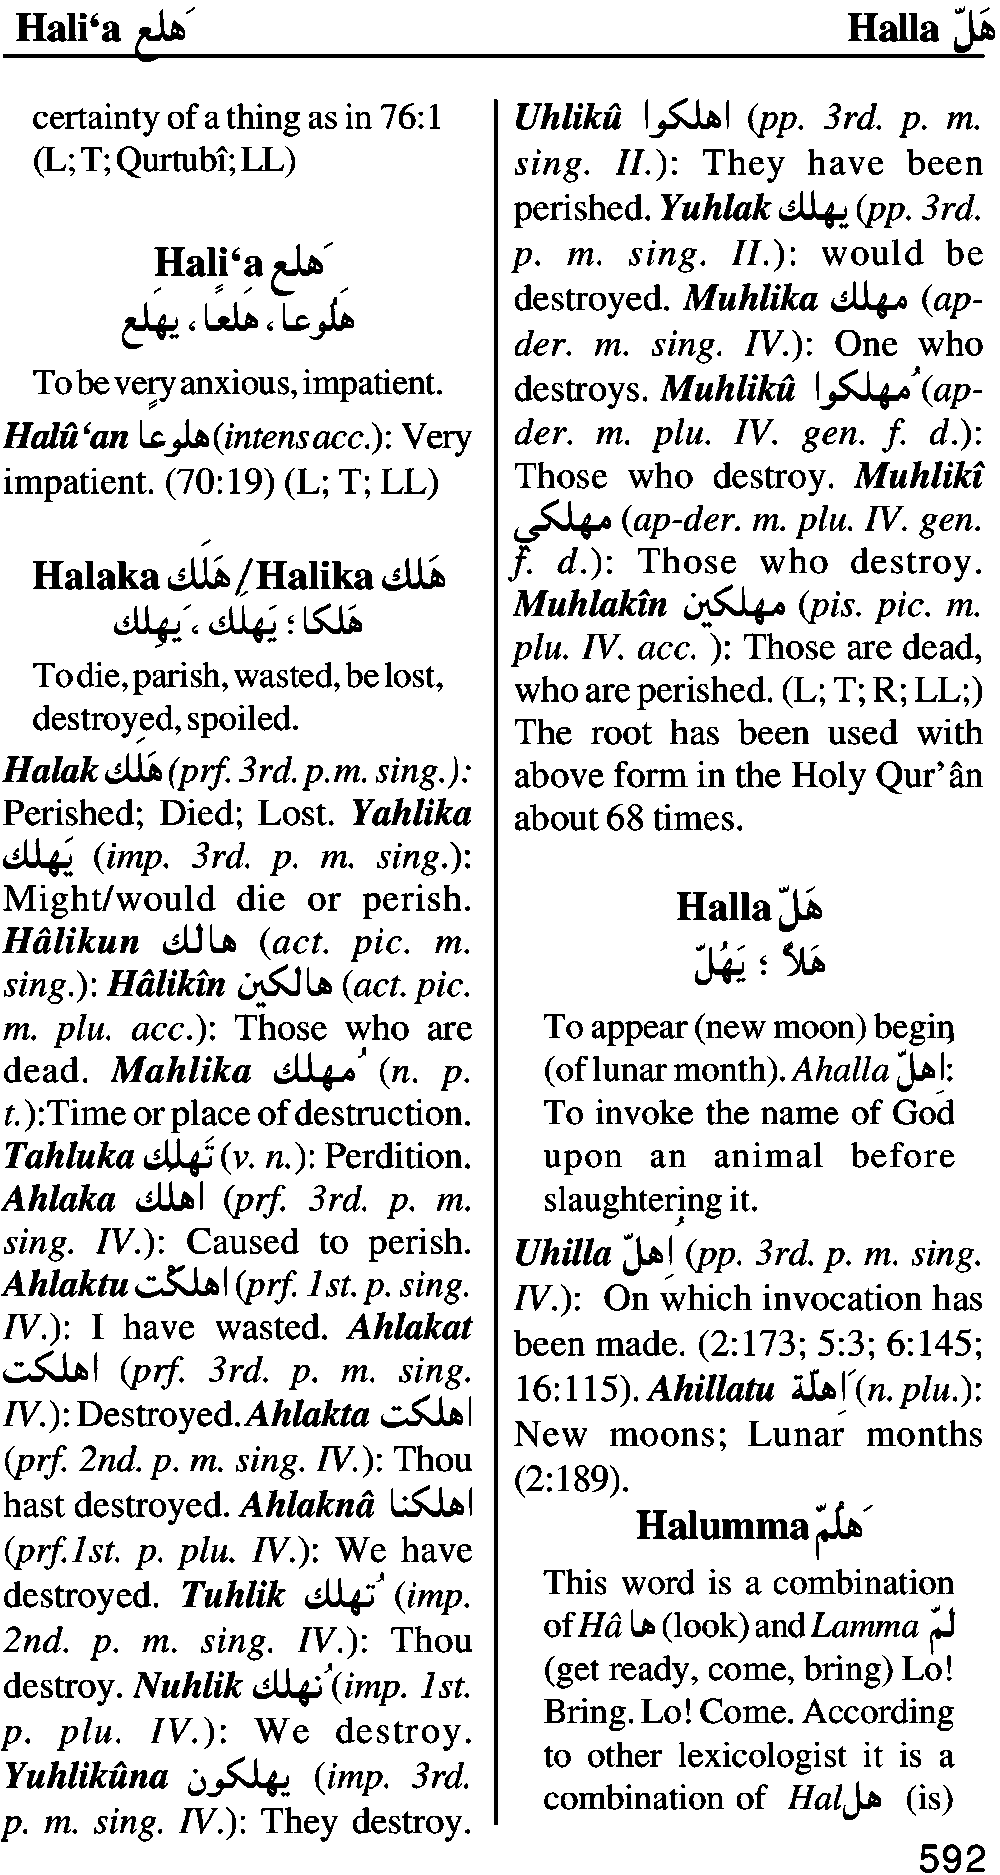 Hali‘a هلع
Halla هَلّ
certainty of a thing as in 76:1
(L; T; Qurtubî; LL)
Hali‘a هلع
هلُوعا ، هلعًا ، يهلع
To be very anxious, impatient.
Halû‘an هلوعا (intens acc.): Very
impatient. (70:19) (L; T; LL)
Halaka هَلَك / Halika هَلِك
هَلكا ؛ يَهلك ، يَهلِك
To die, parish, wasted, be lost,
destroyed, spoiled.
Halak هَلَك (prf. 3rd. p.m. sing.):
Perished; Died; Lost. Yahlika
يَهلك (imp. 3rd. p. m. sing.):
Might/would die or perish.
Hâlikun هالك (act. pic. m.
sing.): Hâlikîn هالكين (act. pic.
m. plu. acc.): Those who are
dead. Mahlika مُهلك (n. p.
t.):Time or place of destruction.
Tahluka تَهلك (v. n.): Perdition.
Ahlaka اهلك (prf. 3rd. p. m.
sing. IV.): Caused to perish.
Ahlaktu اهلكت (prf. 1st. p. sing.
IV.): I have wasted. Ahlakat
اهلكت (prf. 3rd. p. m. sing.
IV.): Destroyed. Ahlakta اهلكت
(prf. 2nd. p. m. sing. IV.): Thou
hast destroyed. Ahlaknâ اهلكنا
(prf.1st. p. plu. IV.): We have
destroyed. Tuhlik تُهلك (imp.
2nd. p. m. sing. IV.): Thou
destroy. Nuhlik نُهلك (imp. 1st.
p. plu. IV.): We destroy.
Yuhlikûna يهلكون (imp. 3rd.
p. m. sing. IV.): They destroy.
Uhlikû اهلكوا (pp. 3rd. p. m.
sing. II.): They have been
perished. Yuhlak يهلك (pp. 3rd.
p. m. sing. II.): would be
destroyed. Muhlika مهلك (ap-
der. m. sing. IV.): One who
destroys. Muhlikû مُهلكوا (ap-
der. m. plu. IV. gen. f. d.):
Those who destroy. Muhlikî
مهلكي (ap-der. m. plu. IV. gen.
f. d.): Those who destroy.
Muhlakîn مهلكين (pis. pic. m.
plu. IV. acc. ): Those are dead,
who are perished. (L; T; R; LL;)
The root has been used with
above form in the Holy Qur’ân
about 68 times.
Halla هَلّ
هَلاًّ ؛ يَهُلّ
To appear (new moon) begin
(of lunar month). Ahalla اهلّ:
To invoke the name of God
upon an animal before
slaughtering it.
Uhilla اُهِلّ (pp. 3rd. p. m. sing.
IV.): On which invocation has
been made. (2:173; 5:3; 6:145;
16:115). Ahillatu اَهِلّة (n. plu.):
New moons; Lunar months
(2:189).
Halumma هَلُمّ
This word is a combination
of Hâ ها (look) and Lamma لمّ
(get ready, come, bring) Lo!
Bring. Lo! Come. According
to other lexicologist it is a
combination of Hal هل (is)
592